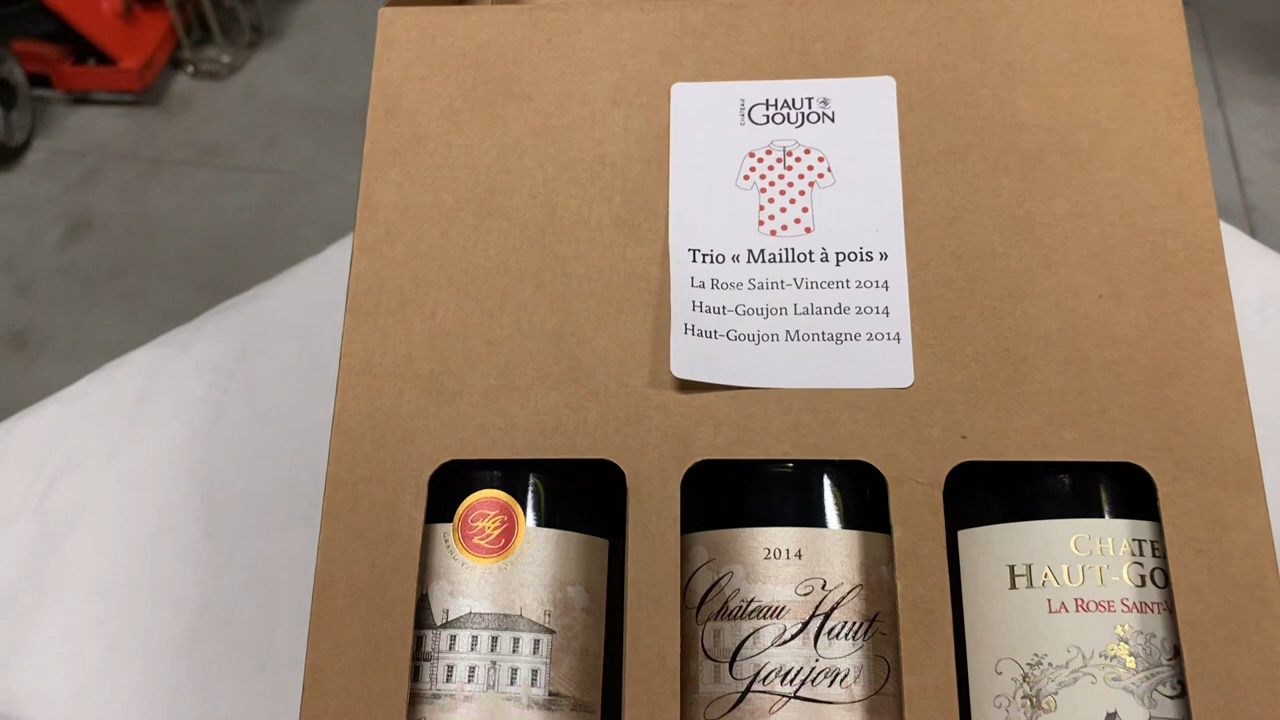 CHÂTEAU
HAUT
GOUJON
Trio « Maillot à pois »
La Rose Saint-Vincent 2014
Haut-Goujon Lalande 2014
Haut-Goujon Montagne 2014
2014
Château Haut-
Goujon
CHATE
HAUT-GO
LA ROSE SAINT-V